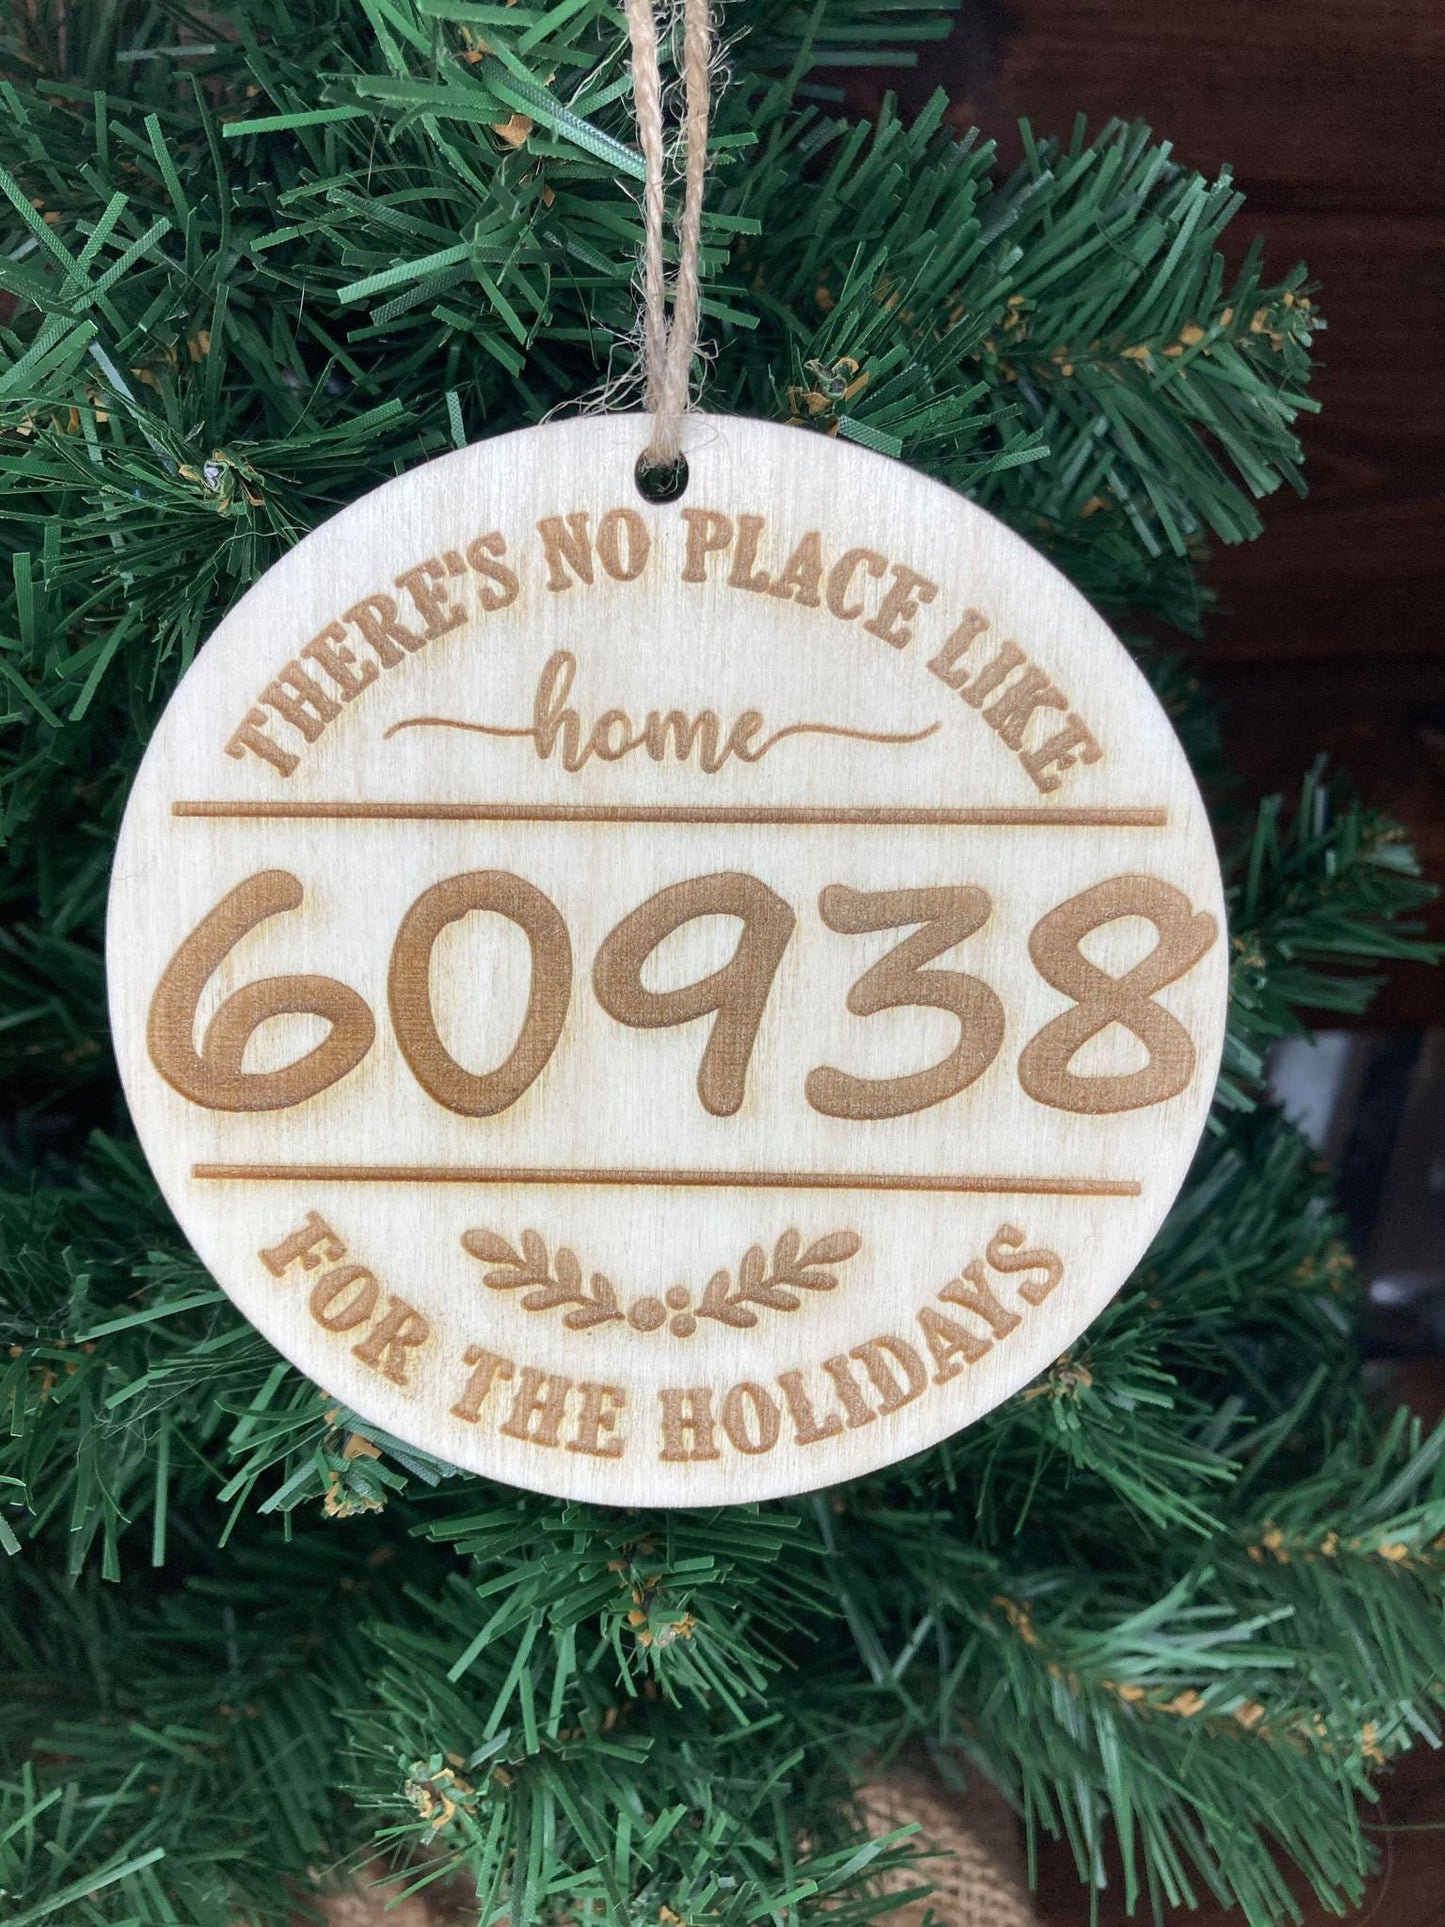 THERE'S NO PLACE LIKE
home
60938
FOR THE HOLIDAYS